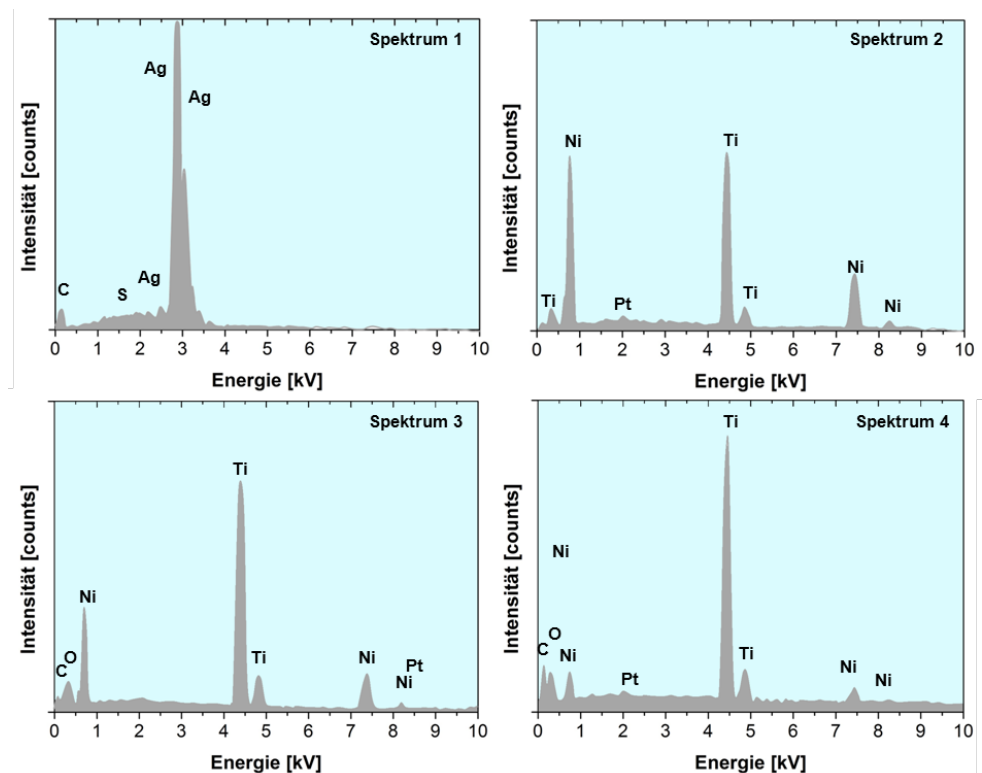 Spektrum 1
Ag
Ag
Ag
C
S
Intensität [counts]
0 1 2 3 4 5 6 7 8 9 10
Energie [kV]
Spektrum 2
Ni
Ti
Ni
Ti
Pt
Ti
Ni
Intensität [counts]
0 1 2 3 4 5 6 7 8 9 10
Energie [kV]
Spektrum 3
Ti
Ni
C
O
Ti
Ni
Pt
Ni
Intensität [counts]
0 1 2 3 4 5 6 7 8 9 10
Energie [kV]
Spektrum 4
Ti
Ni
O
C
Ni
Pt
Ti
Ni
Ni
Intensität [counts]
0 1 2 3 4 5 6 7 8 9 10
Energie [kV]